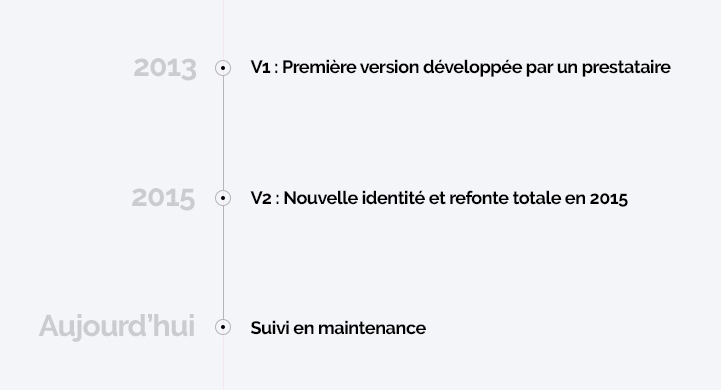 2013
V1 : Première version développée par un prestataire
2015
V2 : Nouvelle identité et refonte totale en 2015
Aujourd'hui
Suivi en maintenance